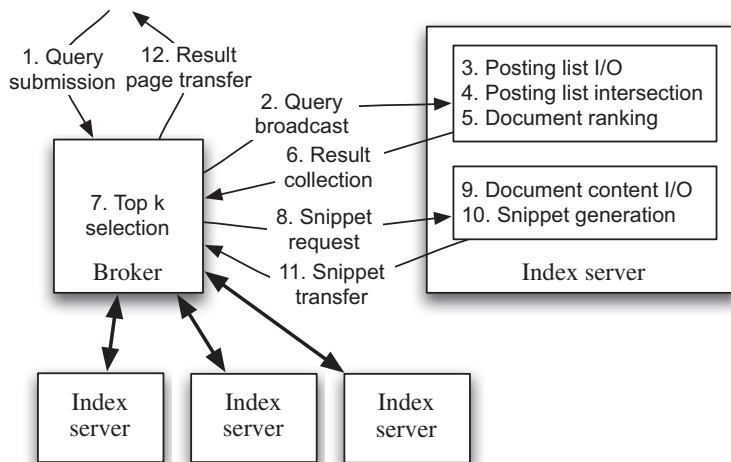 1. Query
submission
12. Result
page transfer
2. Query
broadcast
3. Posting list I/O
4. Posting list intersection
5. Document ranking
6. Result
collection
7. Top k
selection
8. Snippet
request
9. Document content I/O
10. Snippet generation
11. Snippet
transfer
Broker
Index server
Index
server
Index
server
Index
server